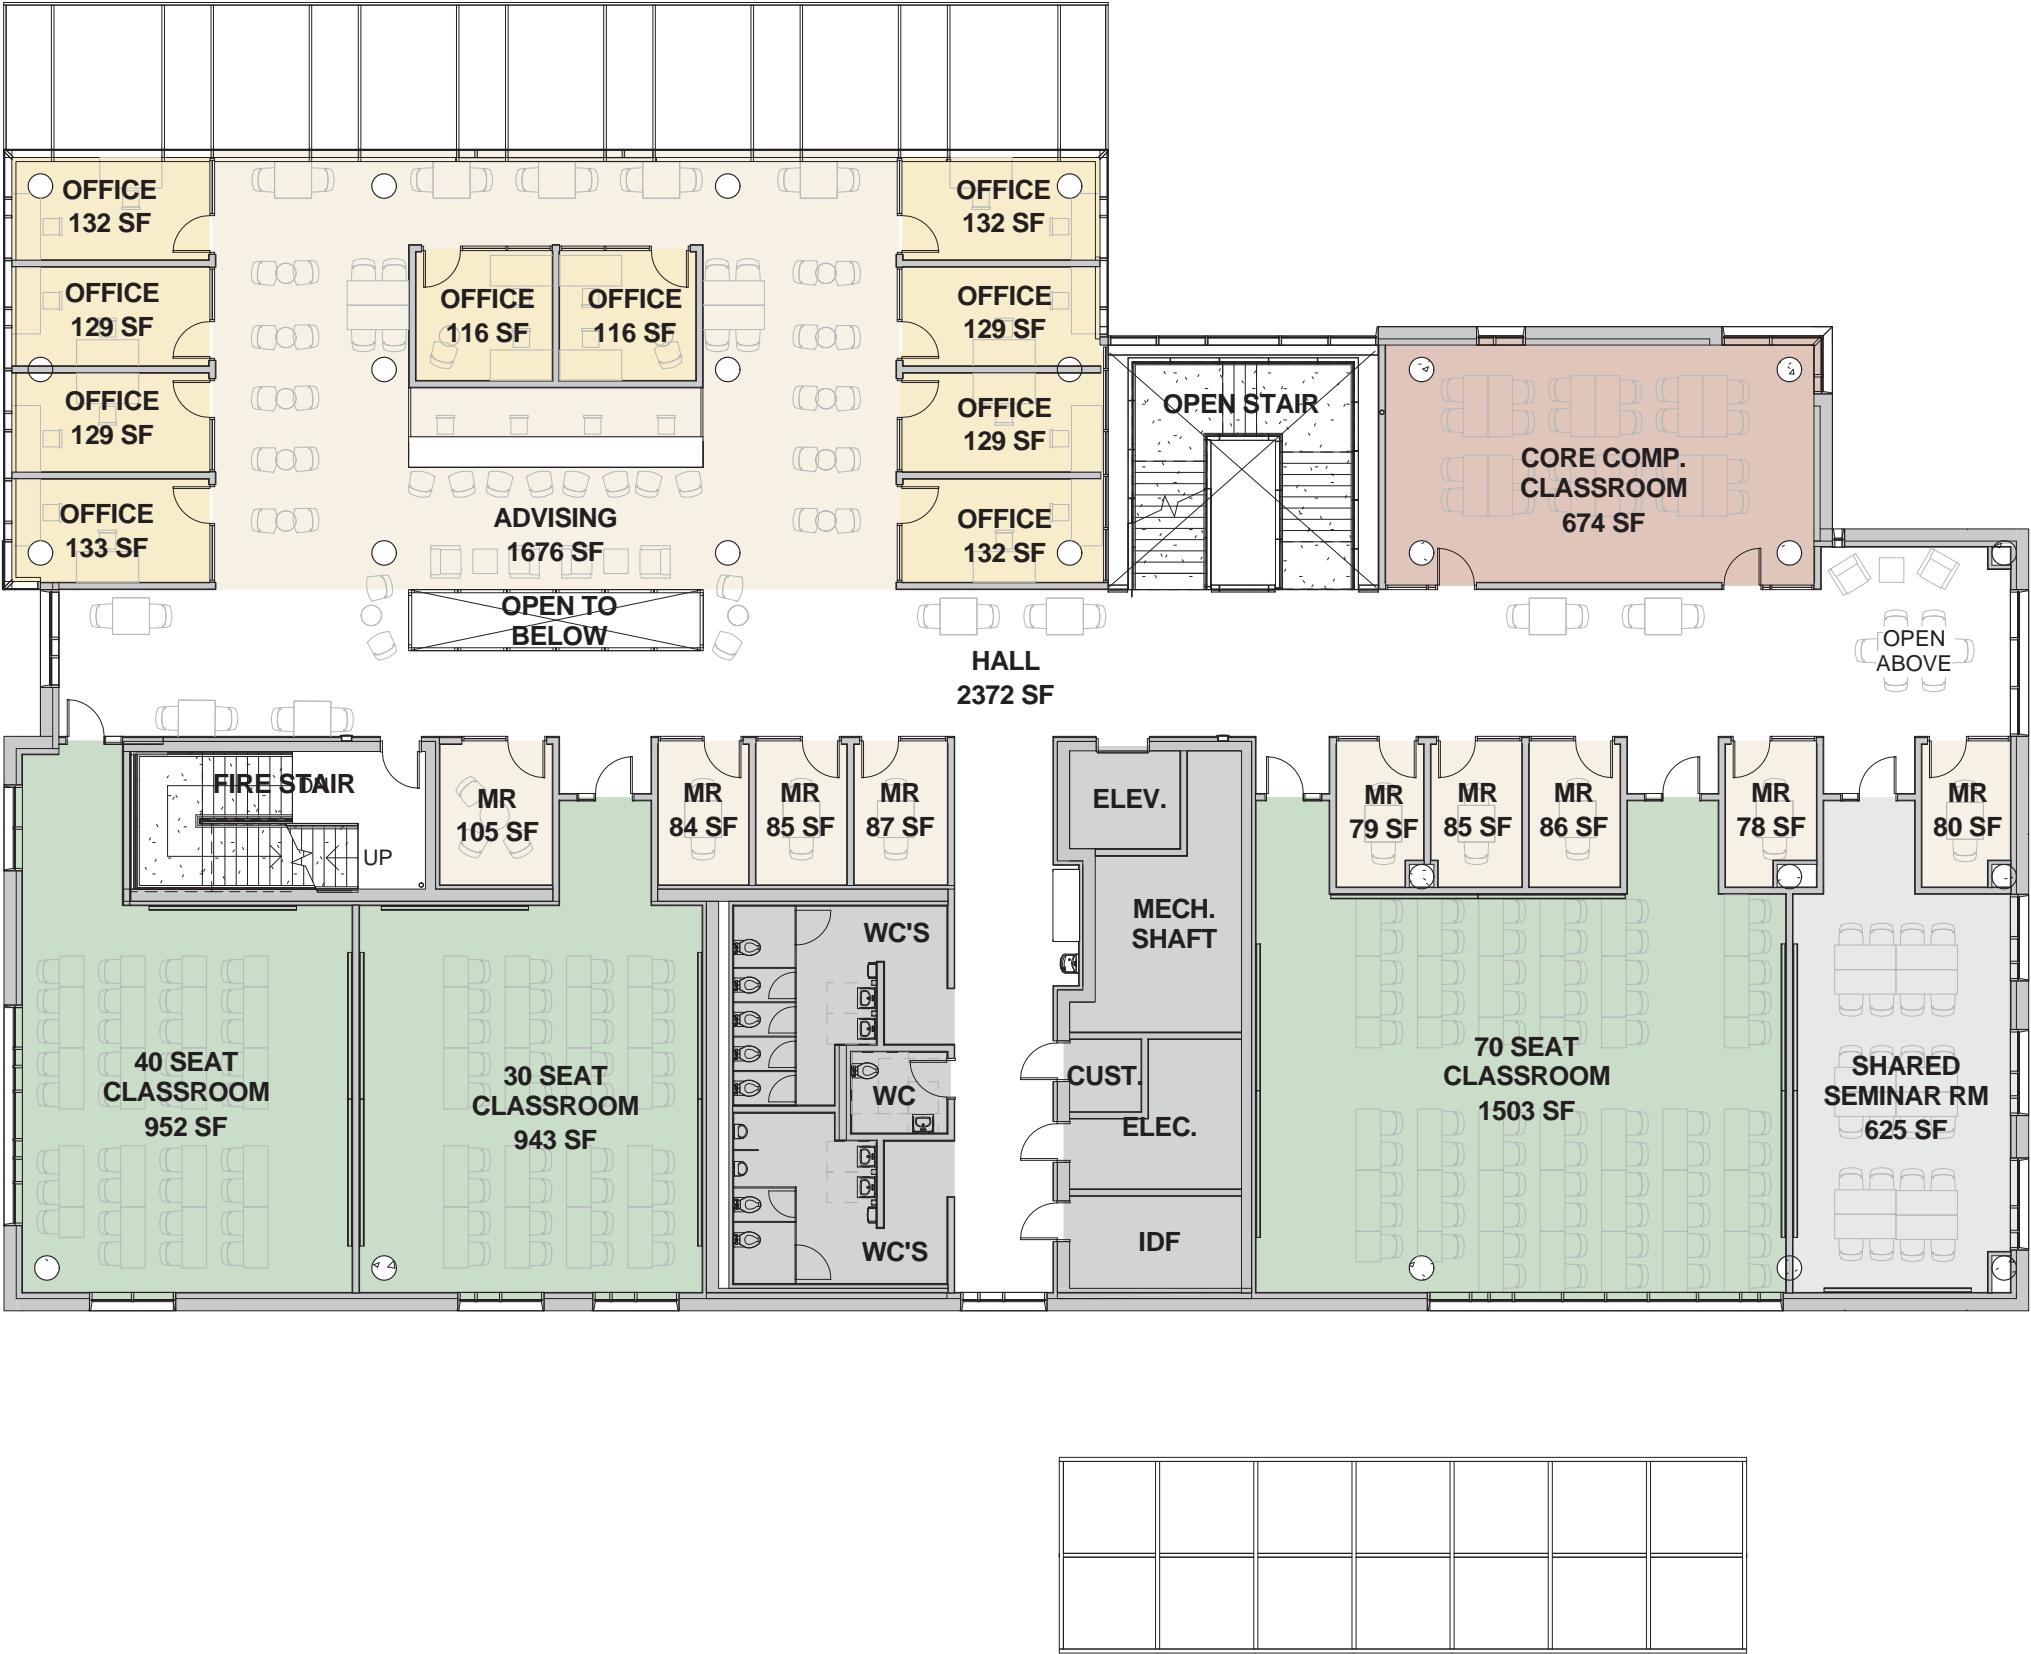 OFFICE
132 SF
OFFICE
132 SF
OFFICE
129 SF
OFFICE
116 SF
OFFICE
116 SF
OFFICE
129 SF
OFFICE
129 SF
OFFICE
129 SF
OPEN STAIR
CORE COMP.
CLASSROOM
674 SF
OFFICE
133 SF
ADVISING
1676 SF
OFFICE
132 SF
OPEN TO
BELOW
HALL
2372 SF
OPEN
ABOVE
FIRE STAIR
DN
UP
MR
105 SF
MR
84 SF
MR
85 SF
MR
87 SF
ELEV.
MR
79 SF
MR
85 SF
MR
86 SF
MR
78 SF
MR
80 SF
WC'S
MECH.
SHAFT
40 SEAT
CLASSROOM
952 SF
30 SEAT
CLASSROOM
943 SF
WC
CUST.
ELEC.
70 SEAT
CLASSROOM
1503 SF
SHARED
SEMINAR RM
625 SF
WC'S
IDF